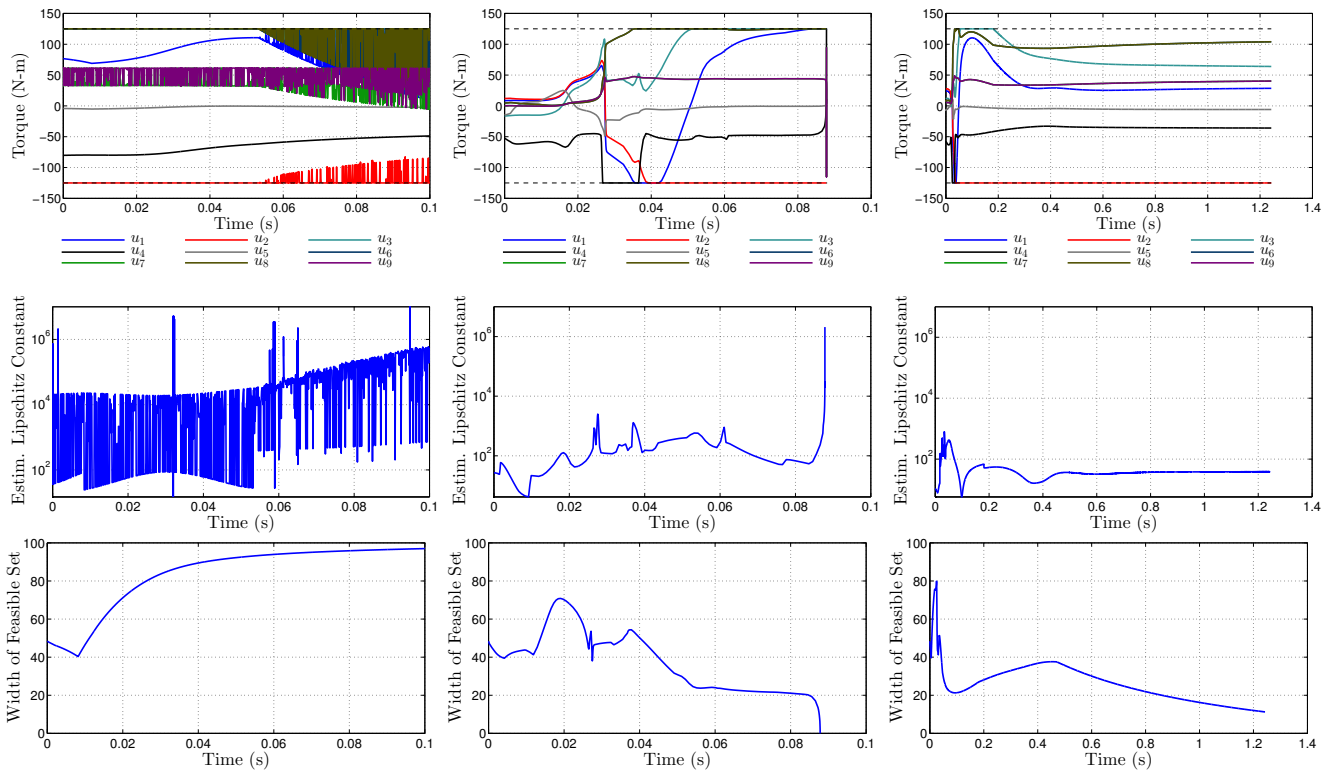 150
100
50
0
−50
−100
−150
Torque (N-m)
0 0.02 0.04 0.06 0.08 0.1
Time (s)
u1 u2 u3
u4 u5 u6
u7 u8 u9
150
100
50
0
−50
−100
−150
Torque (N-m)
0 0.02 0.04 0.06 0.08 0.1
Time (s)
u1 u2 u3
u4 u5 u6
u7 u8 u9
150
100
50
0
−50
−100
−150
Torque (N-m)
0 0.2 0.4 0.6 0.8 1 1.2 1.4
Time (s)
u1 u2 u3
u4 u5 u6
u7 u8 u9
Estim. Lipschitz Constant
10^6
10^4
10^2
0 0.02 0.04 0.06 0.08 0.1
Time (s)
Estim. Lipschitz Constant
10^6
10^4
10^2
0 0.02 0.04 0.06 0.08 0.1
Time (s)
Estim. Lipschitz Constant
10^6
10^4
10^2
0 0.2 0.4 0.6 0.8 1 1.2 1.4
Time (s)
Width of Feasible Set
100
80
60
40
20
0
0 0.02 0.04 0.06 0.08 0.1
Time (s)
Width of Feasible Set
100
80
60
40
20
0
0 0.02 0.04 0.06 0.08 0.1
Time (s)
Width of Feasible Set
100
80
60
40
20
0
0 0.2 0.4 0.6 0.8 1 1.2 1.4
Time (s)